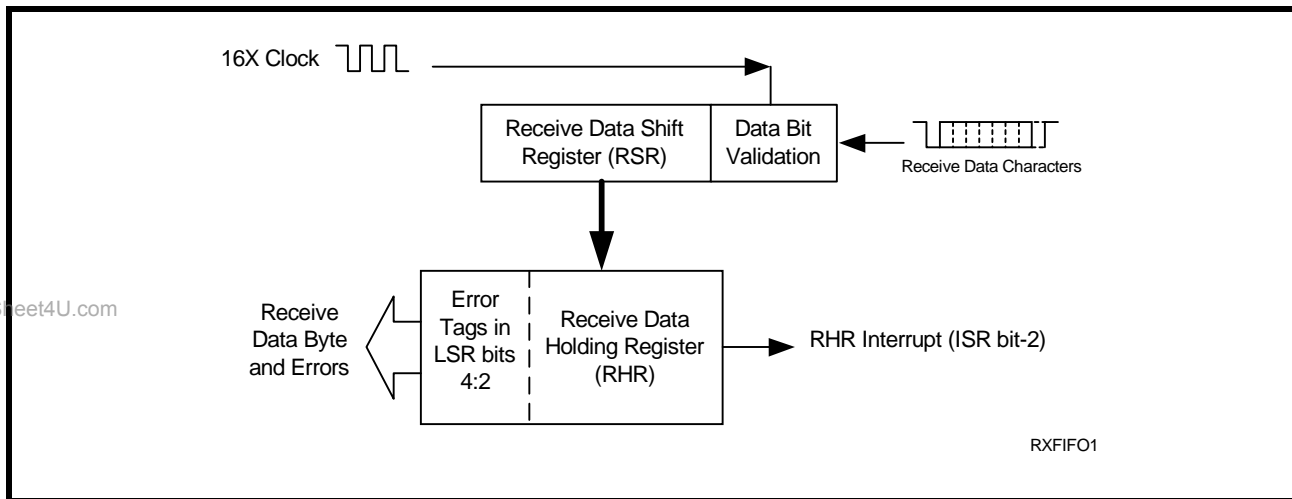 16X Clock
Receive Data Shift
Register (RSR)
Data Bit
Validation
Receive Data Characters
heet4U.com
Receive
Data Byte
and Errors
Error
Tags in
LSR bits
4:2
Receive Data
Holding Register
(RHR)
RHR Interrupt (ISR bit-2)
RXFIFO1